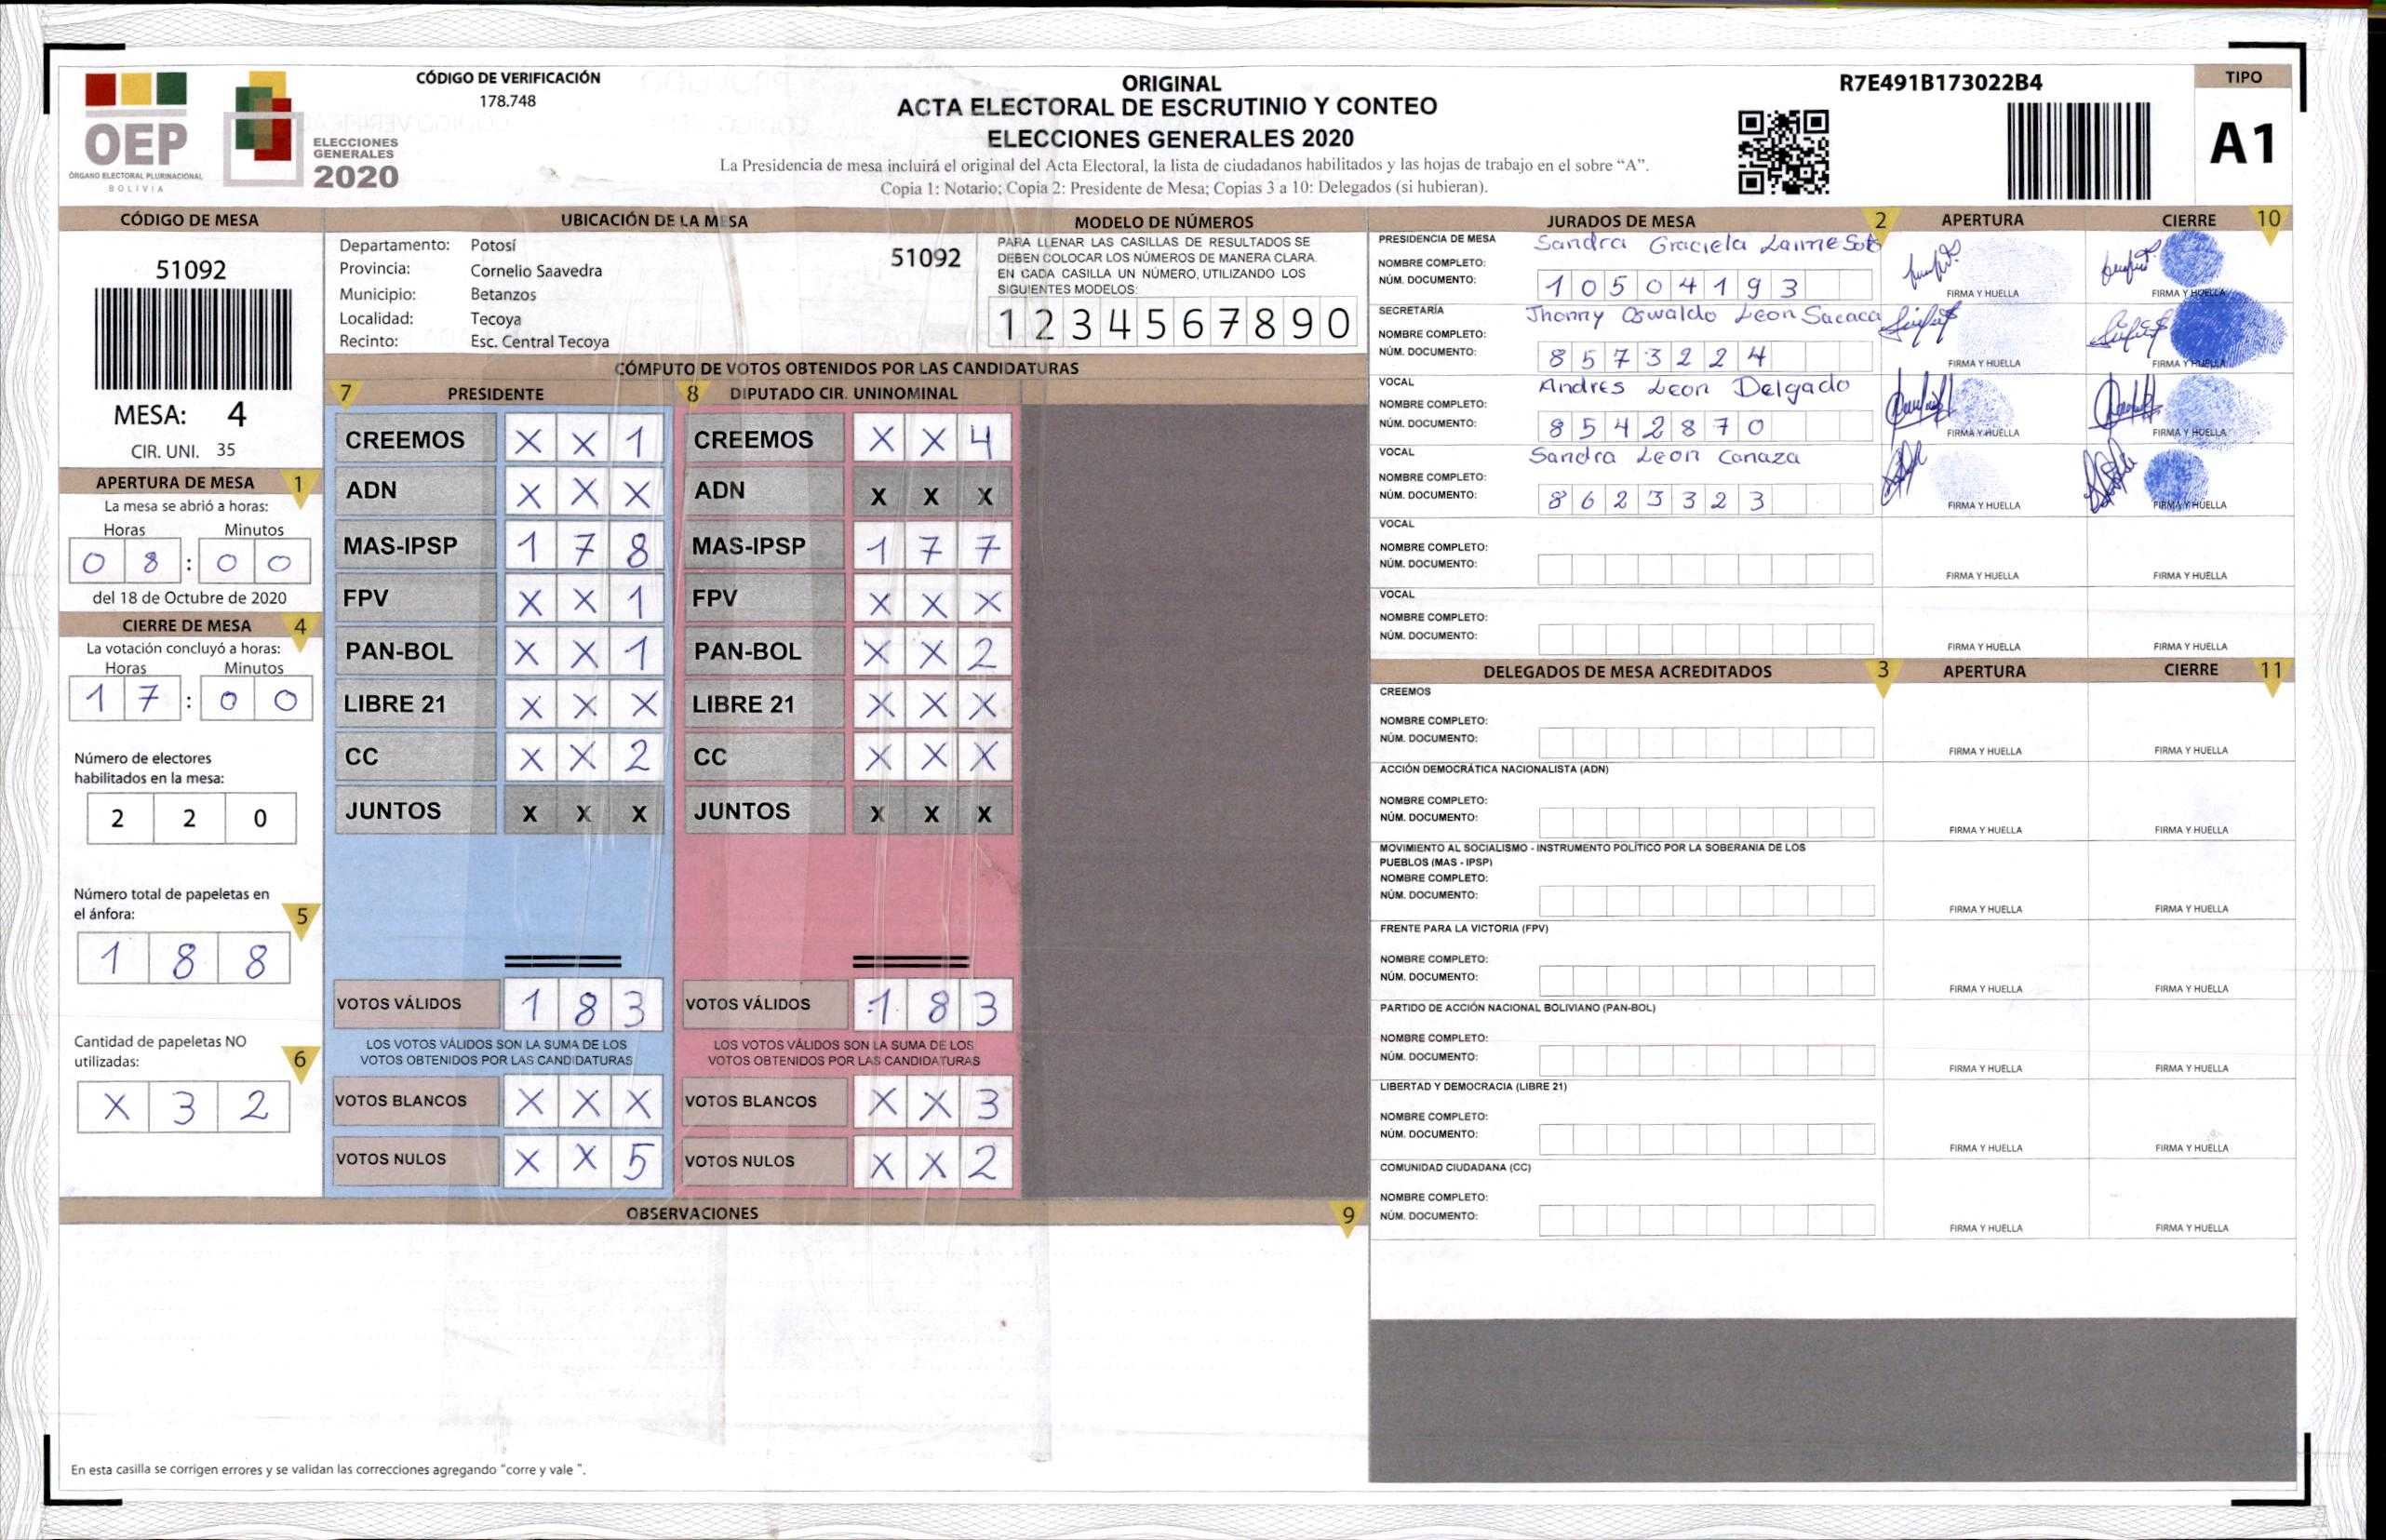 OEP
ÓRGANO ELECTORAL PLURINACIONAL
BOLIVIA
ELECCIONES
GENERALES
2020
CÓDIGO DE VERIFICACIÓN
178.748
ORIGINAL
ACTA ELECTORAL DE ESCRUTINIO Y CONTEO
ELECCIONES GENERALES 2020
La Presidencia de mesa incluirá el original del Acta Electoral, la lista de ciudadanos habilitados y las hojas de trabajo en el sobre “A”.
Copia 1: Notario; Copia 2: Presidente de Mesa; Copias 3 a 10: Delegados (si hubieran).
R7E491B173022B4
TIPO
A1
CÓDIGO DE MESA
51092
MESA: 4
CIR. UNI. 35
APERTURA DE MESA 1
La mesa se abrió a horas:
Horas Minutos
0 8 : 0 0
del 18 de Octubre de 2020
CIERRE DE MESA 4
La votación concluyó a horas:
Horas Minutos
1 7 : 0 0
Número de electores
habilitados en la mesa:
2 2 0
Número total de papeletas en
el ánfora: 5
1 8 8
Cantidad de papeletas NO
utilizadas: 6
X 3 2
UBICACIÓN DE LA MESA
Departamento: Potosí
Provincia: Cornelio Saavedra
Municipio: Betanzos
Localidad: Tecoya
Recinto: Esc. Central Tecoya
51092
MODELO DE NÚMEROS
PARA LLENAR LAS CASILLAS DE RESULTADOS SE
DEBEN COLOCAR LOS NÚMEROS DE MANERA CLARA.
EN CADA CASILLA UN NÚMERO, UTILIZANDO LOS
SIGUIENTES MODELOS:
1 2 3 4 5 6 7 8 9 0
CÓMPUTO DE VOTOS OBTENIDOS POR LAS CANDIDATURAS
7 PRESIDENTE
CREEMOS X X 1
ADN X X X
MAS-IPSP 1 7 8
FPV X X 1
PAN-BOL X X 1
LIBRE 21 X X X
CC X X 2
JUNTOS X X X
VOTOS VÁLIDOS 1 8 3
LOS VOTOS VÁLIDOS SON LA SUMA DE LOS
VOTOS OBTENIDOS POR LAS CANDIDATURAS
VOTOS BLANCOS X X X
VOTOS NULOS X X 5
8 DIPUTADO CIR. UNINOMINAL
CREEMOS X X 4
ADN X X X
MAS-IPSP 1 7 7
FPV X X X
PAN-BOL X X 2
LIBRE 21 X X X
CC X X X
JUNTOS X X X
VOTOS VÁLIDOS 1 8 3
LOS VOTOS VÁLIDOS SON LA SUMA DE LOS
VOTOS OBTENIDOS POR LAS CANDIDATURAS
VOTOS BLANCOS X X 3
VOTOS NULOS X X 2
OBSERVACIONES 9
En esta casilla se corrigen errores y se validan las correcciones agregando “corre y vale ”.
JURADOS DE MESA 2 APERTURA CIERRE 10
PRESIDENCIA DE MESA
NOMBRE COMPLETO: Sandra Graciela Laime Soto
NÚM. DOCUMENTO: 1 0 5 0 4 1 9 3
FIRMA Y HUELLA FIRMA Y HUELLA
SECRETARÍA
NOMBRE COMPLETO: Jhonny Oswaldo Leon Sacaca
NÚM. DOCUMENTO: 8 5 7 3 2 2 4
FIRMA Y HUELLA FIRMA Y HUELLA
VOCAL
NOMBRE COMPLETO: Andres Leon Delgado
NÚM. DOCUMENTO: 8 5 4 2 8 7 0
FIRMA Y HUELLA FIRMA Y HUELLA
VOCAL
NOMBRE COMPLETO: Sandra Leon Canaza
NÚM. DOCUMENTO: 8 6 2 3 3 2 3
FIRMA Y HUELLA FIRMA Y HUELLA
VOCAL
NOMBRE COMPLETO:
NÚM. DOCUMENTO:
FIRMA Y HUELLA FIRMA Y HUELLA
VOCAL
NOMBRE COMPLETO:
NÚM. DOCUMENTO:
FIRMA Y HUELLA FIRMA Y HUELLA
DELEGADOS DE MESA ACREDITADOS 3 APERTURA CIERRE 11
CREEMOS
NOMBRE COMPLETO:
NÚM. DOCUMENTO:
FIRMA Y HUELLA FIRMA Y HUELLA
ACCIÓN DEMOCRÁTICA NACIONALISTA (ADN)
NOMBRE COMPLETO:
NÚM. DOCUMENTO:
FIRMA Y HUELLA FIRMA Y HUELLA
MOVIMIENTO AL SOCIALISMO - INSTRUMENTO POLÍTICO POR LA SOBERANIA DE LOS
PUEBLOS (MAS - IPSP)
NOMBRE COMPLETO:
NÚM. DOCUMENTO:
FIRMA Y HUELLA FIRMA Y HUELLA
FRENTE PARA LA VICTORIA (FPV)
NOMBRE COMPLETO:
NÚM. DOCUMENTO:
FIRMA Y HUELLA FIRMA Y HUELLA
PARTIDO DE ACCIÓN NACIONAL BOLIVIANO (PAN-BOL)
NOMBRE COMPLETO:
NÚM. DOCUMENTO:
FIRMA Y HUELLA FIRMA Y HUELLA
LIBERTAD Y DEMOCRACIA (LIBRE 21)
NOMBRE COMPLETO:
NÚM. DOCUMENTO:
FIRMA Y HUELLA FIRMA Y HUELLA
COMUNIDAD CIUDADANA (CC)
NOMBRE COMPLETO:
NÚM. DOCUMENTO:
FIRMA Y HUELLA FIRMA Y HUELLA